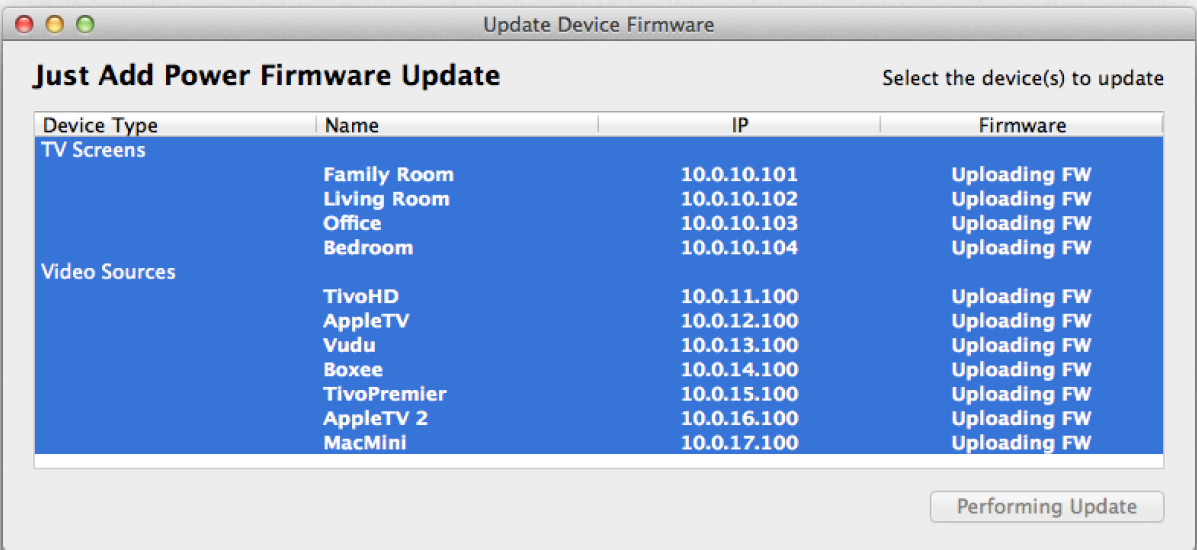 Update Device Firmware
Just Add Power Firmware Update Select the device(s) to update
Device Type Name IP Firmware
TV Screens
Family Room 10.0.10.101 Uploading FW
Living Room 10.0.10.102 Uploading FW
Office 10.0.10.103 Uploading FW
Bedroom 10.0.10.104 Uploading FW
Video Sources
TivoHD 10.0.11.100 Uploading FW
AppleTV 10.0.12.100 Uploading FW
Vudu 10.0.13.100 Uploading FW
Boxee 10.0.14.100 Uploading FW
TivoPremier 10.0.15.100 Uploading FW
AppleTV 2 10.0.16.100 Uploading FW
MacMini 10.0.17.100 Uploading FW
Performing Update